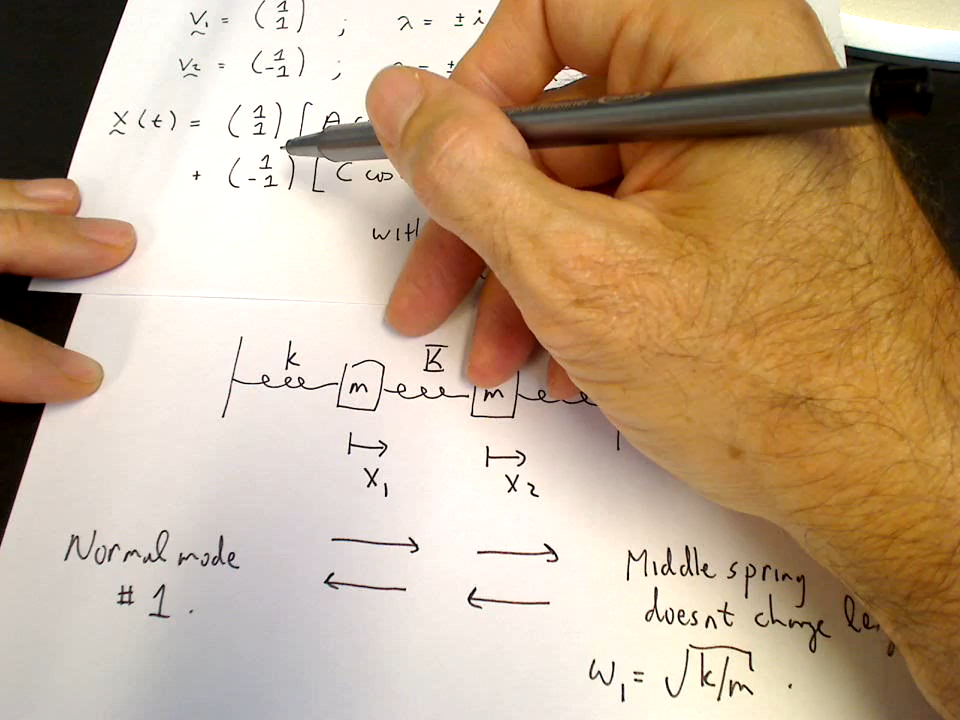 v₁ = (1 1) ; λ = ± i
v₂ = (1 -1) ; = ±
x(t) = (1 1) [ A
+ (1 -1) [ C cos
with
k K̅
m m
x₁ x₂
Normal mode
# 1 .
Middle spring
doesnt change
ω₁ = √k/m .